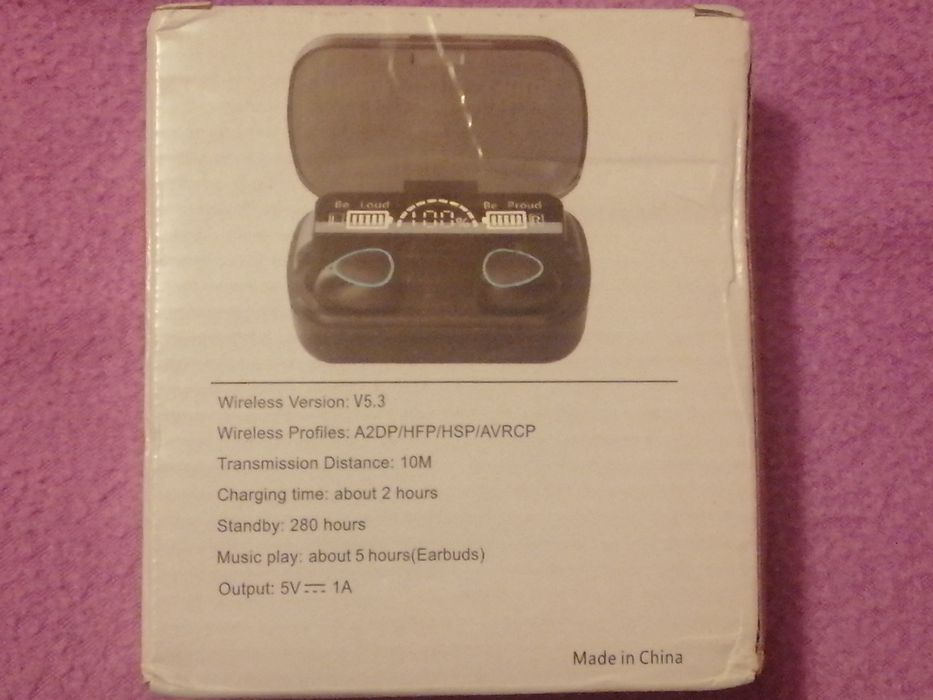 Be Loud Be Proud
L 100% R
Wireless Version: V5.3
Wireless Profiles: A2DP/HFP/HSP/AVRCP
Transmission Distance: 10M
Charging time: about 2 hours
Standby: 280 hours
Music play: about 5 hours(Earbuds)
Output: 5V⎓ 1A
Made in China